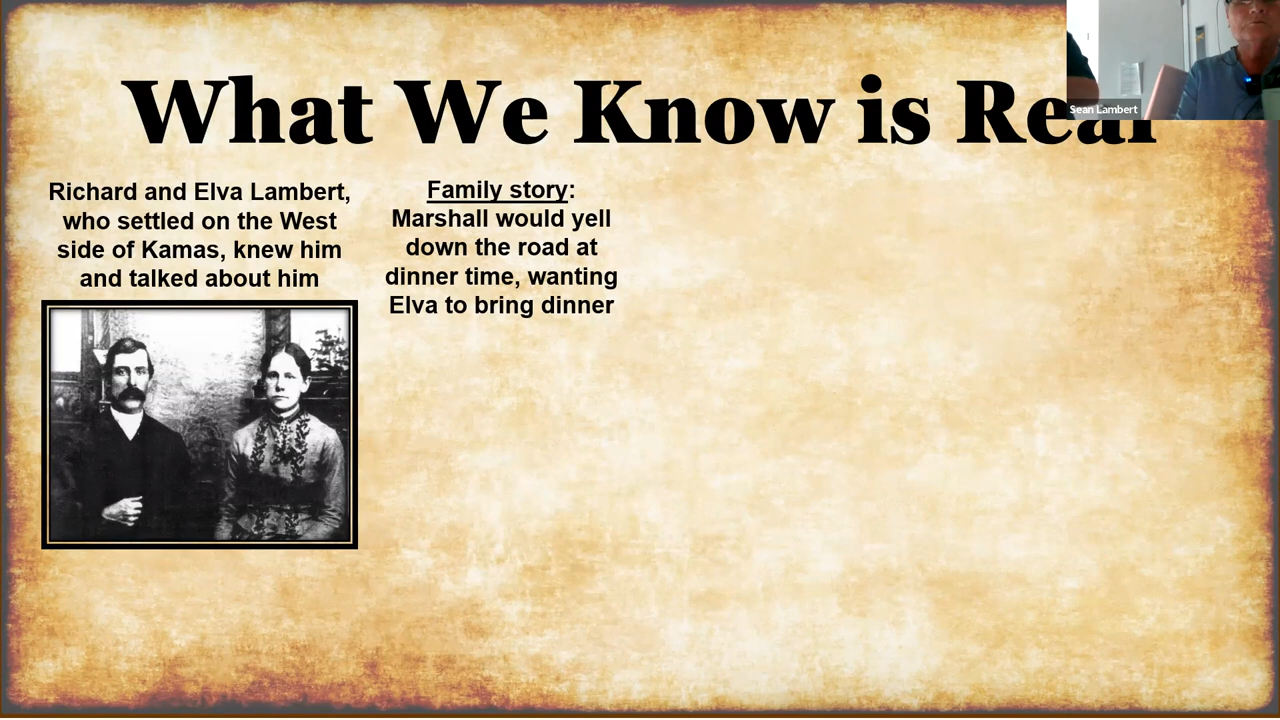 What We Know is Real
Sean Lambert
Richard and Elva Lambert,
who settled on the West
side of Kamas, knew him
and talked about him
Family story:
Marshall would yell
down the road at
dinner time, wanting
Elva to bring dinner